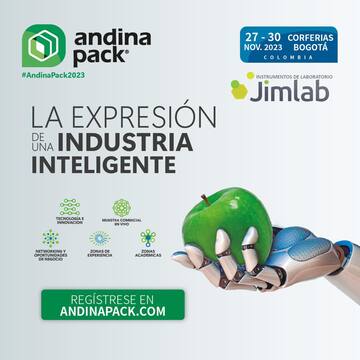 andina
pack®
#AndinaPack2023
27 - 30
NOV. 2023
CORFERIAS
BOGOTÁ
COLOMBIA
INSTRUMENTOS DE LABORATORIO
Jimlab
LA EXPRESIÓN
DE UNA INDUSTRIA
INTELIGENTE
TECNOLOGÍA E
INNOVACIÓN
MUESTRA COMERCIAL
EN VIVO
NETWORKING Y
OPORTUNIDADES
DE NEGOCIO
ZONAS DE
EXPERIENCIA
ZONAS
ACADÉMICAS
REGÍSTRESE EN
ANDINAPACK.COM